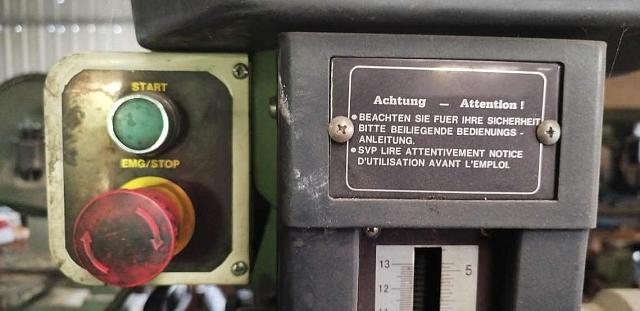 START
EMG/STOP
Achtung — Attention !
• BEACHTEN SIE FUER IHRE SICHERHEIT
BITTE BEILIEGENDE BEDIENUNGS -
ANLEITUNG.
• SVP LIRE ATTENTIVEMENT NOTICE
D'UTILISATION AVANT L'EMPLOI.
13
5
12
11